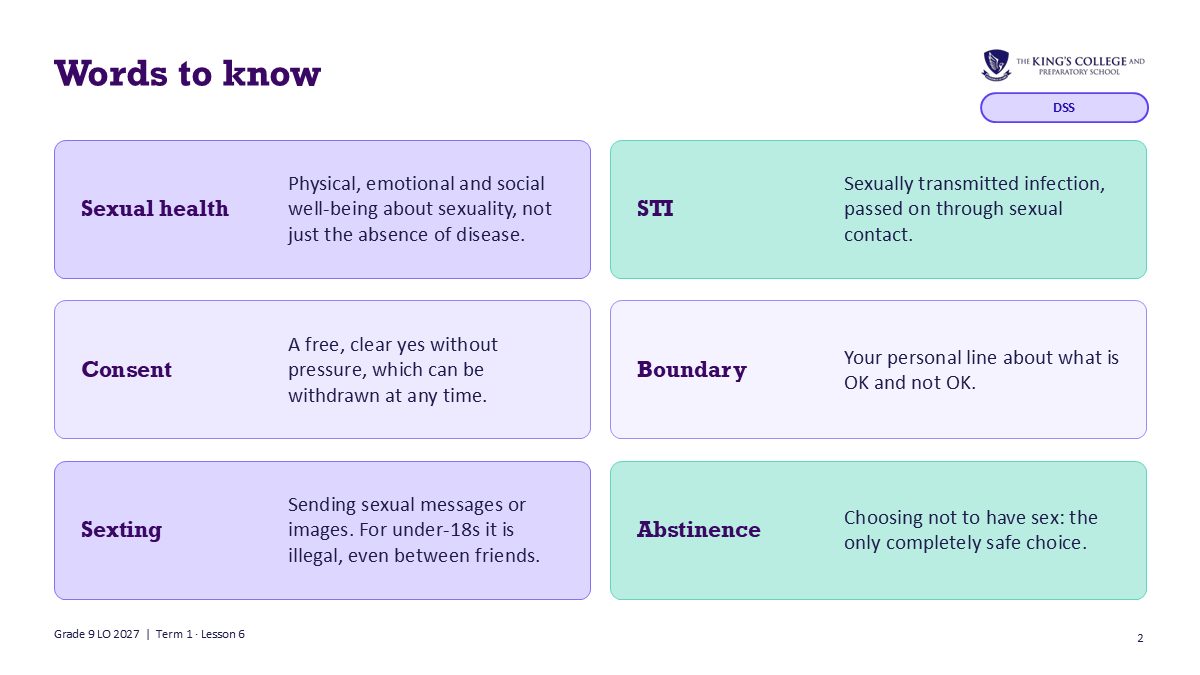 Words to know
THE KING'S COLLEGE AND
PREPARATORY SCHOOL
DSS
Sexual health
Physical, emotional and social
well-being about sexuality, not
just the absence of disease.
STI
Sexually transmitted infection,
passed on through sexual
contact.
Consent
A free, clear yes without
pressure, which can be
withdrawn at any time.
Boundary
Your personal line about what is
OK and not OK.
Sexting
Sending sexual messages or
images. For under-18s it is
illegal, even between friends.
Abstinence
Choosing not to have sex: the
only completely safe choice.
Grade 9 LO 2027 | Term 1 · Lesson 6
2